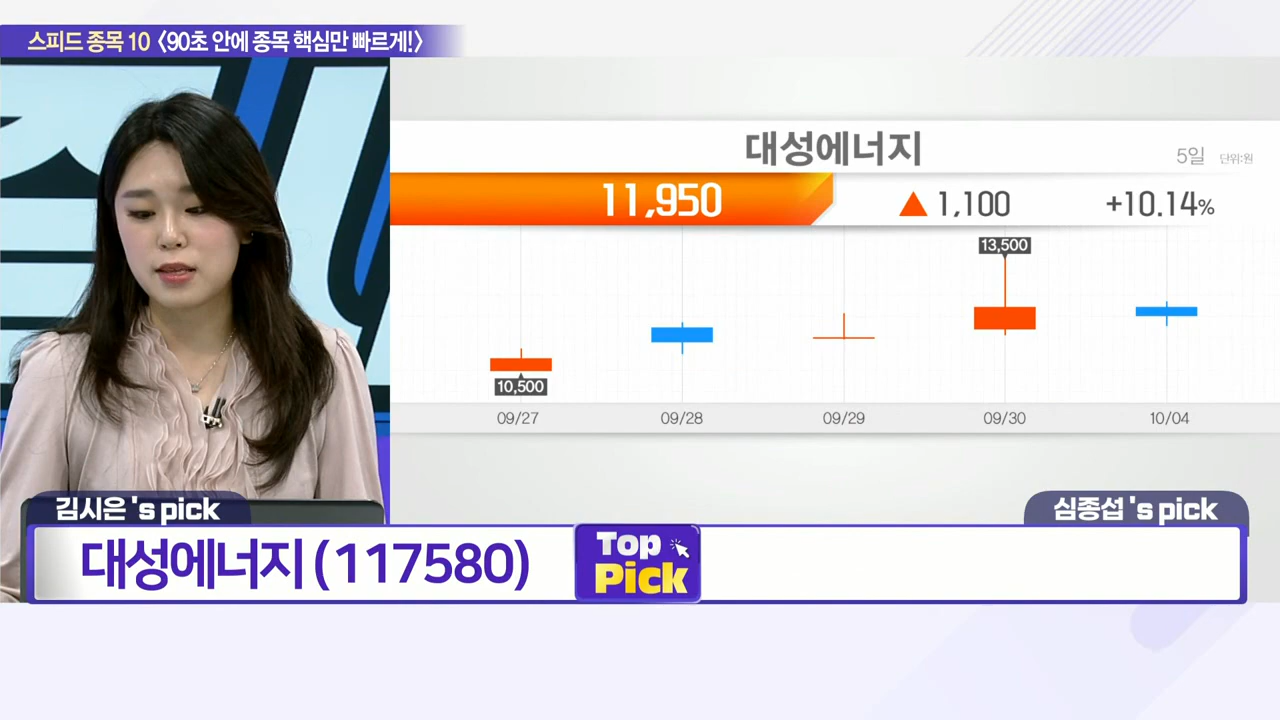 스피드 종목 10 <90초 안에 종목 핵심만 빠르게!>
대성에너지
5일 단위:원
11,950 ▲ 1,100 +10.14%
13,500
10,500
09/27 09/28 09/29 09/30 10/04
김시은 's pick
심종섭 's pick
대성에너지 (117580)
Top
Pick